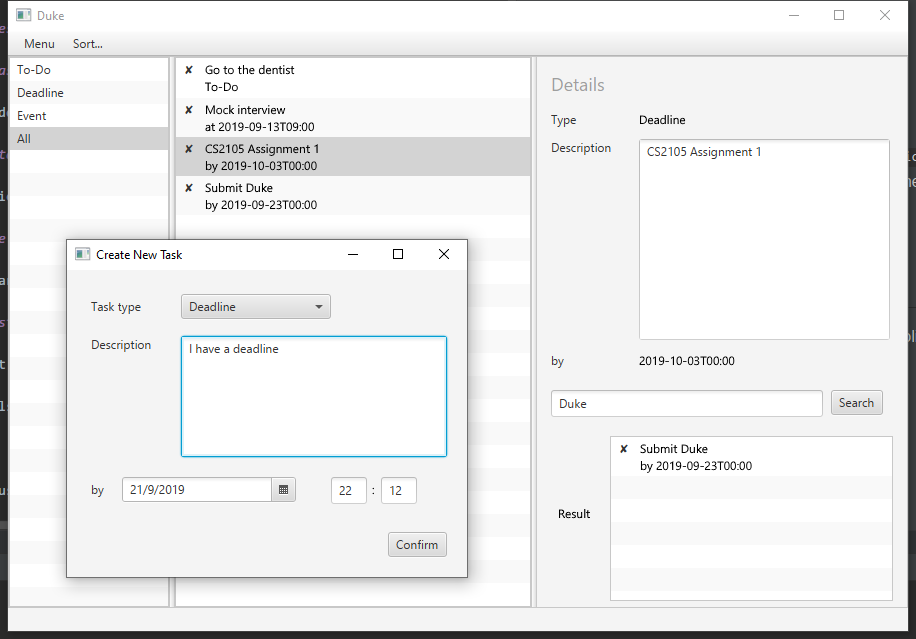 Duke
Menu Sort...
To-Do
Deadline
Event
All
✘ Go to the dentist
To-Do
✘ Mock interview
at 2019-09-13T09:00
✘ CS2105 Assignment 1
by 2019-10-03T00:00
✘ Submit Duke
by 2019-09-23T00:00
Details
Type Deadline
Description CS2105 Assignment 1
by 2019-10-03T00:00
Duke Search
Result
✘ Submit Duke
by 2019-09-23T00:00
Create New Task
Task type Deadline
Description I have a deadline
by 21/9/2019 22 : 12
Confirm